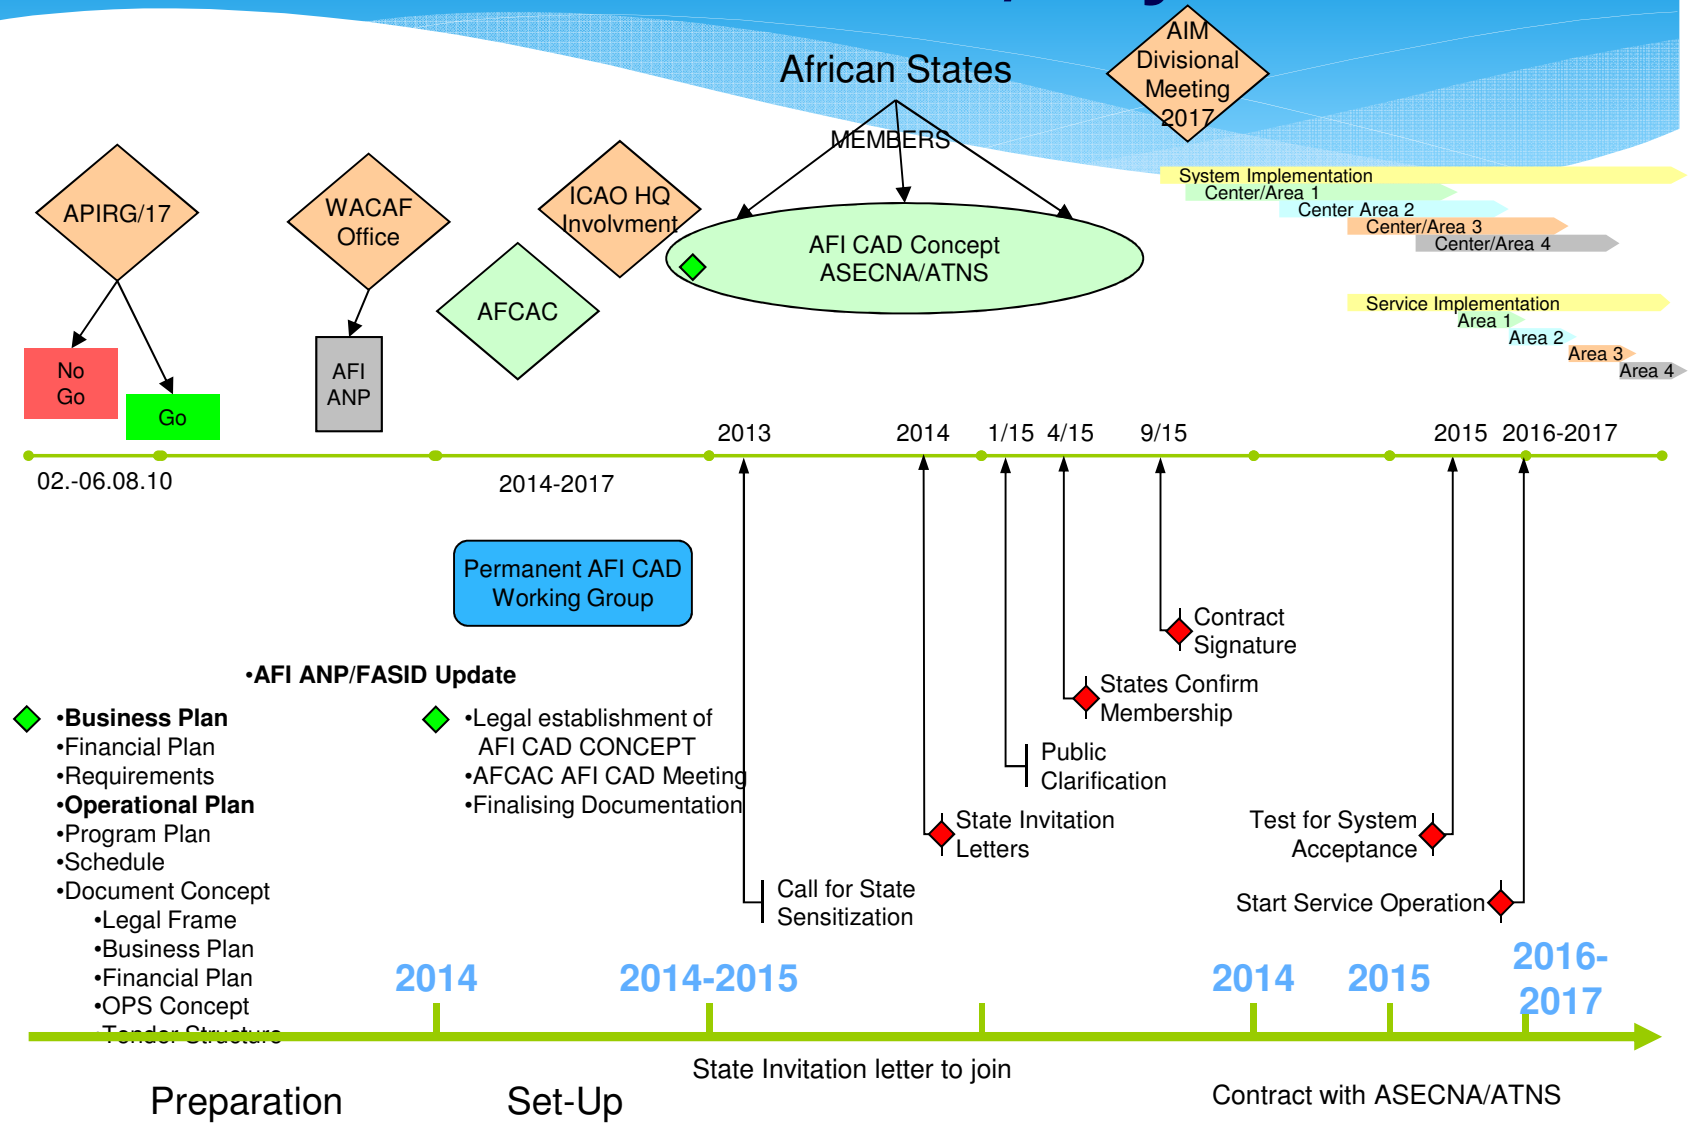 African States
MEMBERS
AIM
Divisional
Meeting
2017
APIRG/17
WACAF
Office
ICAO HQ
Involvment
AFCAC
AFI CAD Concept
ASECNA/ATNS
System Implementation
Center/Area 1
Center Area 2
Center/Area 3
Center/Area 4
Service Implementation
Area 1
Area 2
Area 3
Area 4
No
Go
Go
AFI
ANP
2013
2014
1/15
4/15
9/15
2015
2016-2017
02.-06.08.10
2014-2017
Permanent AFI CAD
Working Group
•AFI ANP/FASID Update
•Business Plan
•Financial Plan
•Requirements
•Operational Plan
•Program Plan
•Schedule
•Document Concept
•Legal Frame
•Business Plan
•Financial Plan
•OPS Concept
•Tender Structure
•Legal establishment of
AFI CAD CONCEPT
•AFCAC AFI CAD Meeting
•Finalising Documentation
Contract
Signature
States Confirm
Membership
Public
Clarification
State Invitation
Letters
Call for State
Sensitization
Test for System
Acceptance
Start Service Operation
2014
2014-2015
2014
2015
2016-
2017
State Invitation letter to join
Preparation
Set-Up
Contract with ASECNA/ATNS